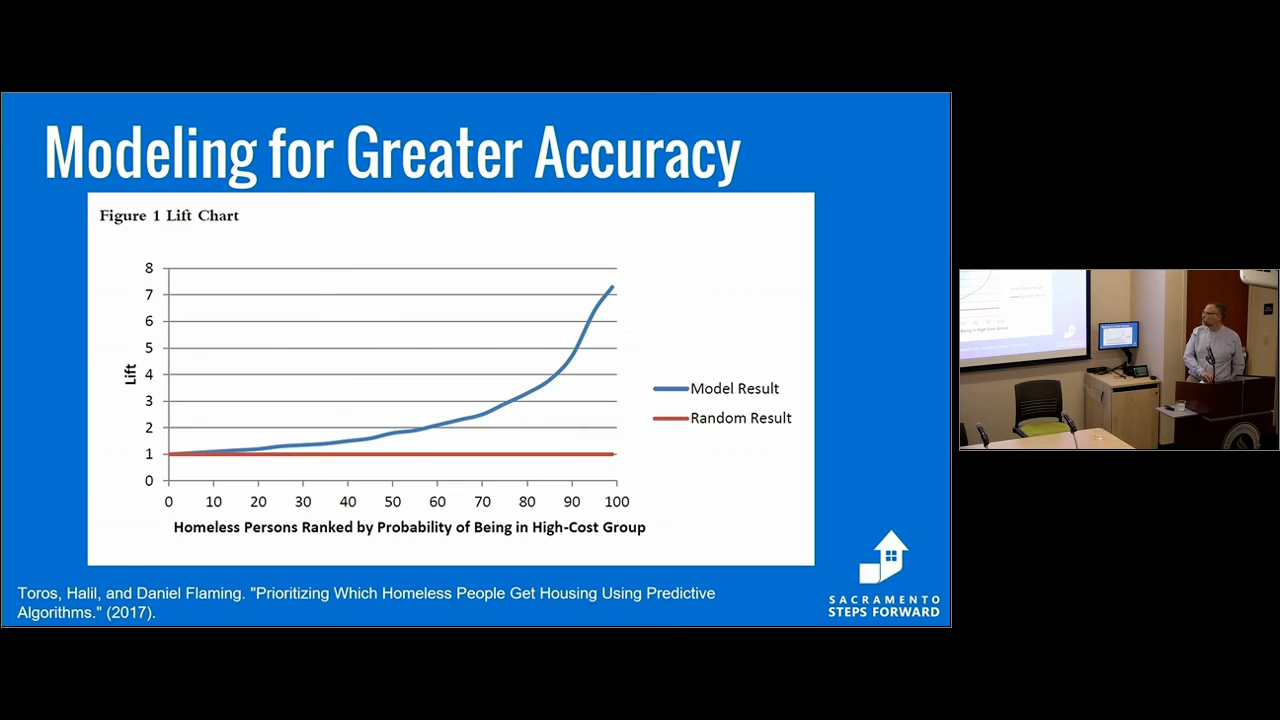 Modeling for Greater Accuracy
Figure 1 Lift Chart
8
7
6
5
4
3
2
1
0
Lift
0 10 20 30 40 50 60 70 80 90 100
Homeless Persons Ranked by Probability of Being in High-Cost Group
Model Result
Random Result
Toros, Halil, and Daniel Flaming. "Prioritizing Which Homeless People Get Housing Using Predictive
Algorithms." (2017).
SACRAMENTO
STEPS FORWARD